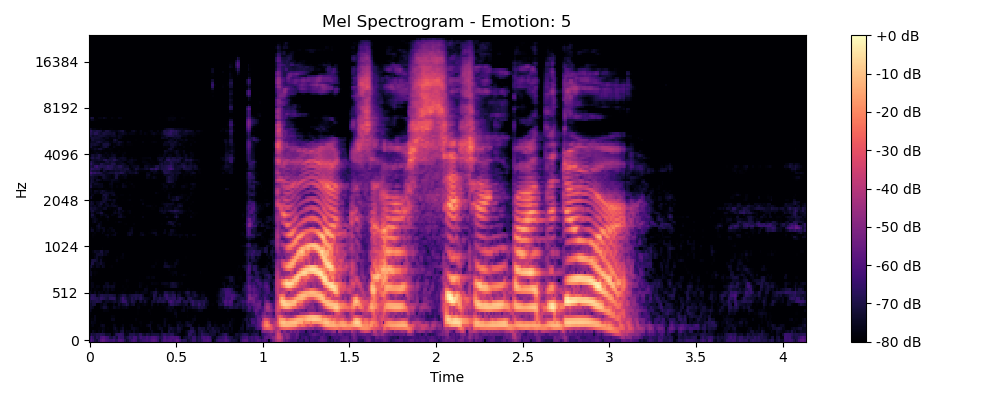 Mel Spectrogram - Emotion: 5
Hz
16384
8192
4096
2048
1024
512
0
0 0.5 1 1.5 2 2.5 3 3.5 4
Time
+0 dB
-10 dB
-20 dB
-30 dB
-40 dB
-50 dB
-60 dB
-70 dB
-80 dB